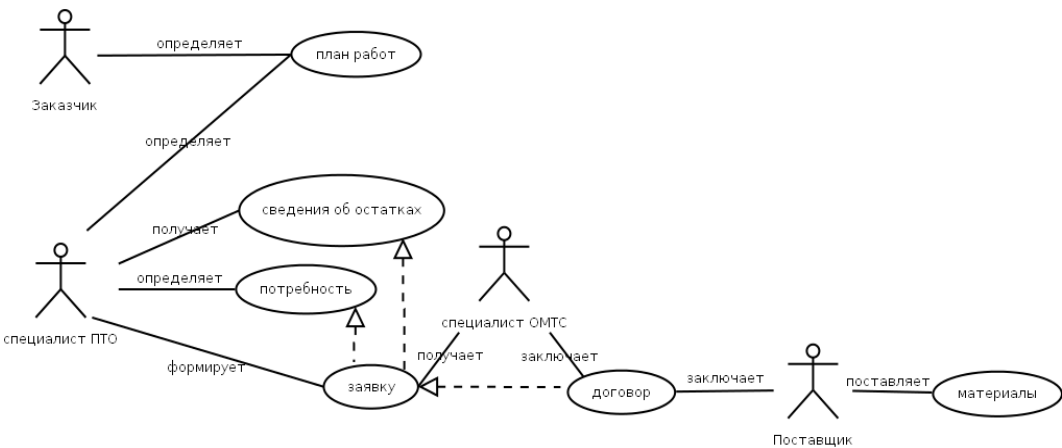 определяет
план работ
Заказчик
определяет
сведения об остатках
получает
определяет
потребность
специалист ОМТС
специалист ПТО
получает
заключает
формирует
заявку
договор
заключает
поставляет
материалы
Поставщик